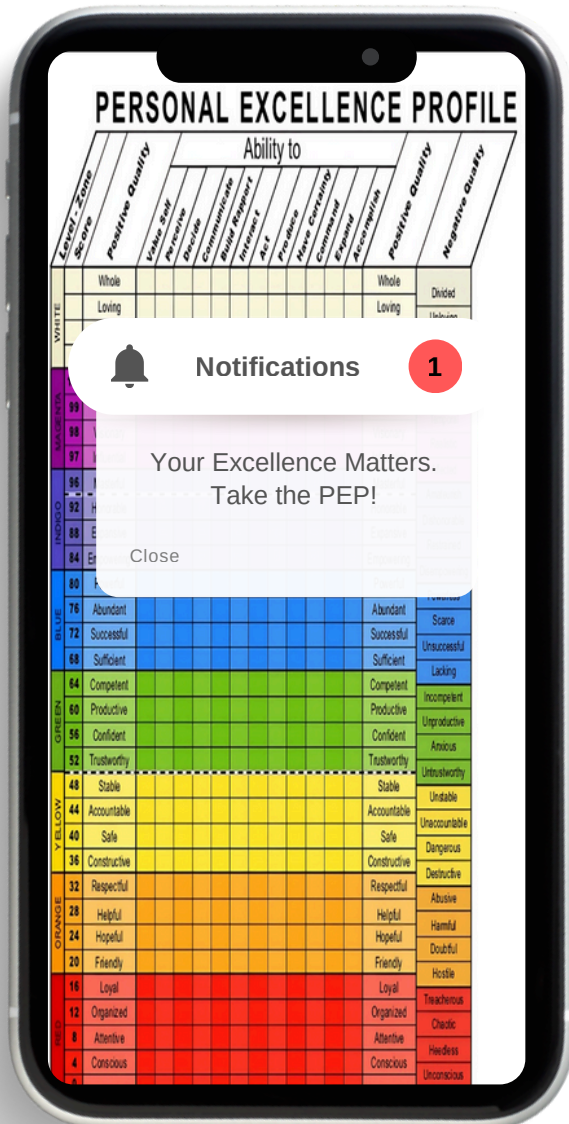 PERSONAL EXCELLENCE PROFILE
Ability to
Level - Zone
Score
Positive Quality
Value Self
Perceive
Decide
Communicate
Build Rapport
Interact
Act
Produce
Have Certainty
Command
Expand
Accomplish
Positive Quality
Negative Quality
WHITE
Whole Whole Divided
Loving Loving
Notifications 1
Your Excellence Matters.
Take the PEP!
Close
MAGENTA
99
98
97
INDIGO
96
92
88
84
BLUE
80
76 Abundant Abundant Scarce
72 Successful Successful Unsuccessful
68 Sufficient Sufficient Lacking
GREEN
64 Competent Competent Incompetent
60 Productive Productive Unproductive
56 Confident Confident Anxious
52 Trustworthy Trustworthy Untrustworthy
YELLOW
48 Stable Stable Unstable
44 Accountable Accountable Unaccountable
40 Safe Safe Dangerous
36 Constructive Constructive Destructive
ORANGE
32 Respectful Respectful Abusive
28 Helpful Helpful Harmful
24 Hopeful Hopeful Doubtful
20 Friendly Friendly Hostile
RED
16 Loyal Loyal Treacherous
12 Organized Organized Chaotic
8 Attentive Attentive Heedless
4 Conscious Conscious Unconscious